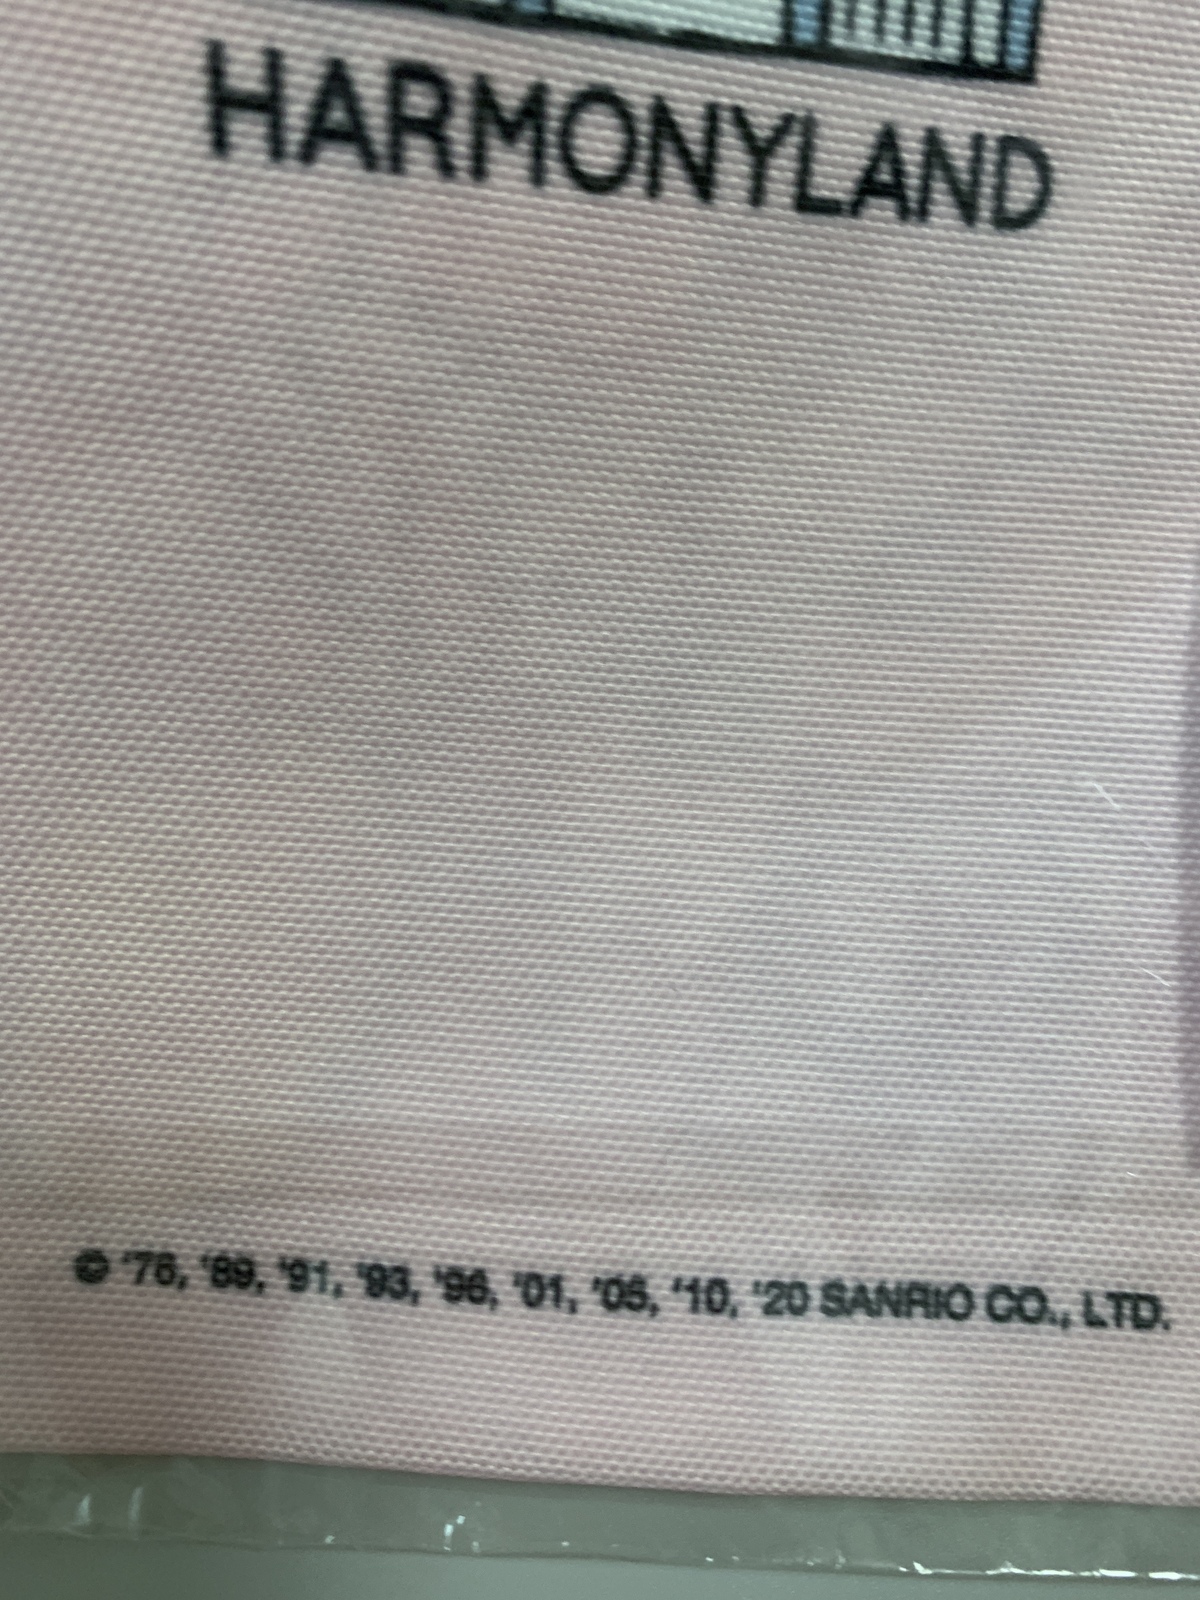 HARMONYLAND
© '76, '89, '91, '93, '96, '01, '05, '10, '20 SANRIO CO., LTD.